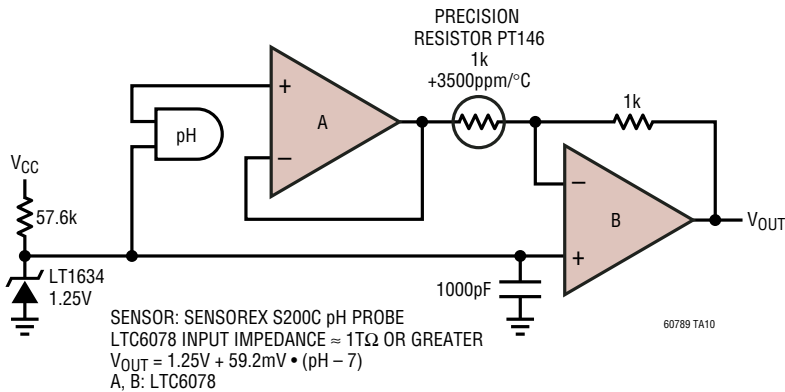 PRECISION
RESISTOR PT146
1k
+3500ppm/°C
1k
+
A
–
pH
VCC
57.6k
–
B
+
VOUT
LT1634
1.25V
1000pF
SENSOR: SENSOREX S200C pH PROBE
LTC6078 INPUT IMPEDANCE ≈ 1TΩ OR GREATER
VOUT = 1.25V + 59.2mV • (pH – 7)
A, B: LTC6078
60789 TA10